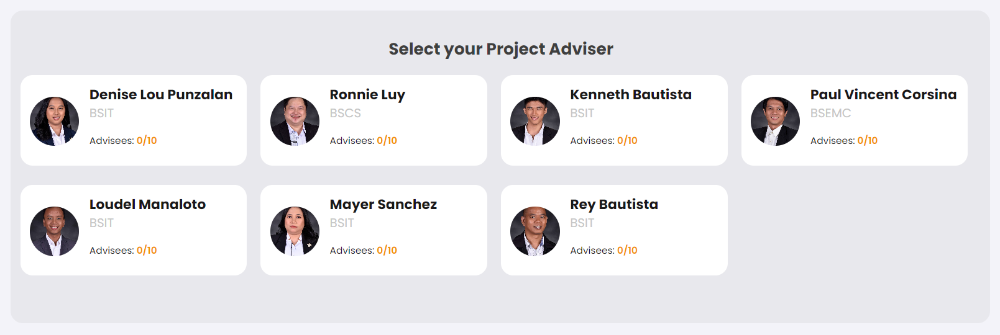 Select your Project Adviser
Denise Lou Punzalan
BSIT
Advisees: 0/10
Ronnie Luy
BSCS
Advisees: 0/10
Kenneth Bautista
BSIT
Advisees: 0/10
Paul Vincent Corsina
BSEMC
Advisees: 0/10
Loudel Manaloto
BSIT
Advisees: 0/10
Mayer Sanchez
BSIT
Advisees: 0/10
Rey Bautista
BSIT
Advisees: 0/10